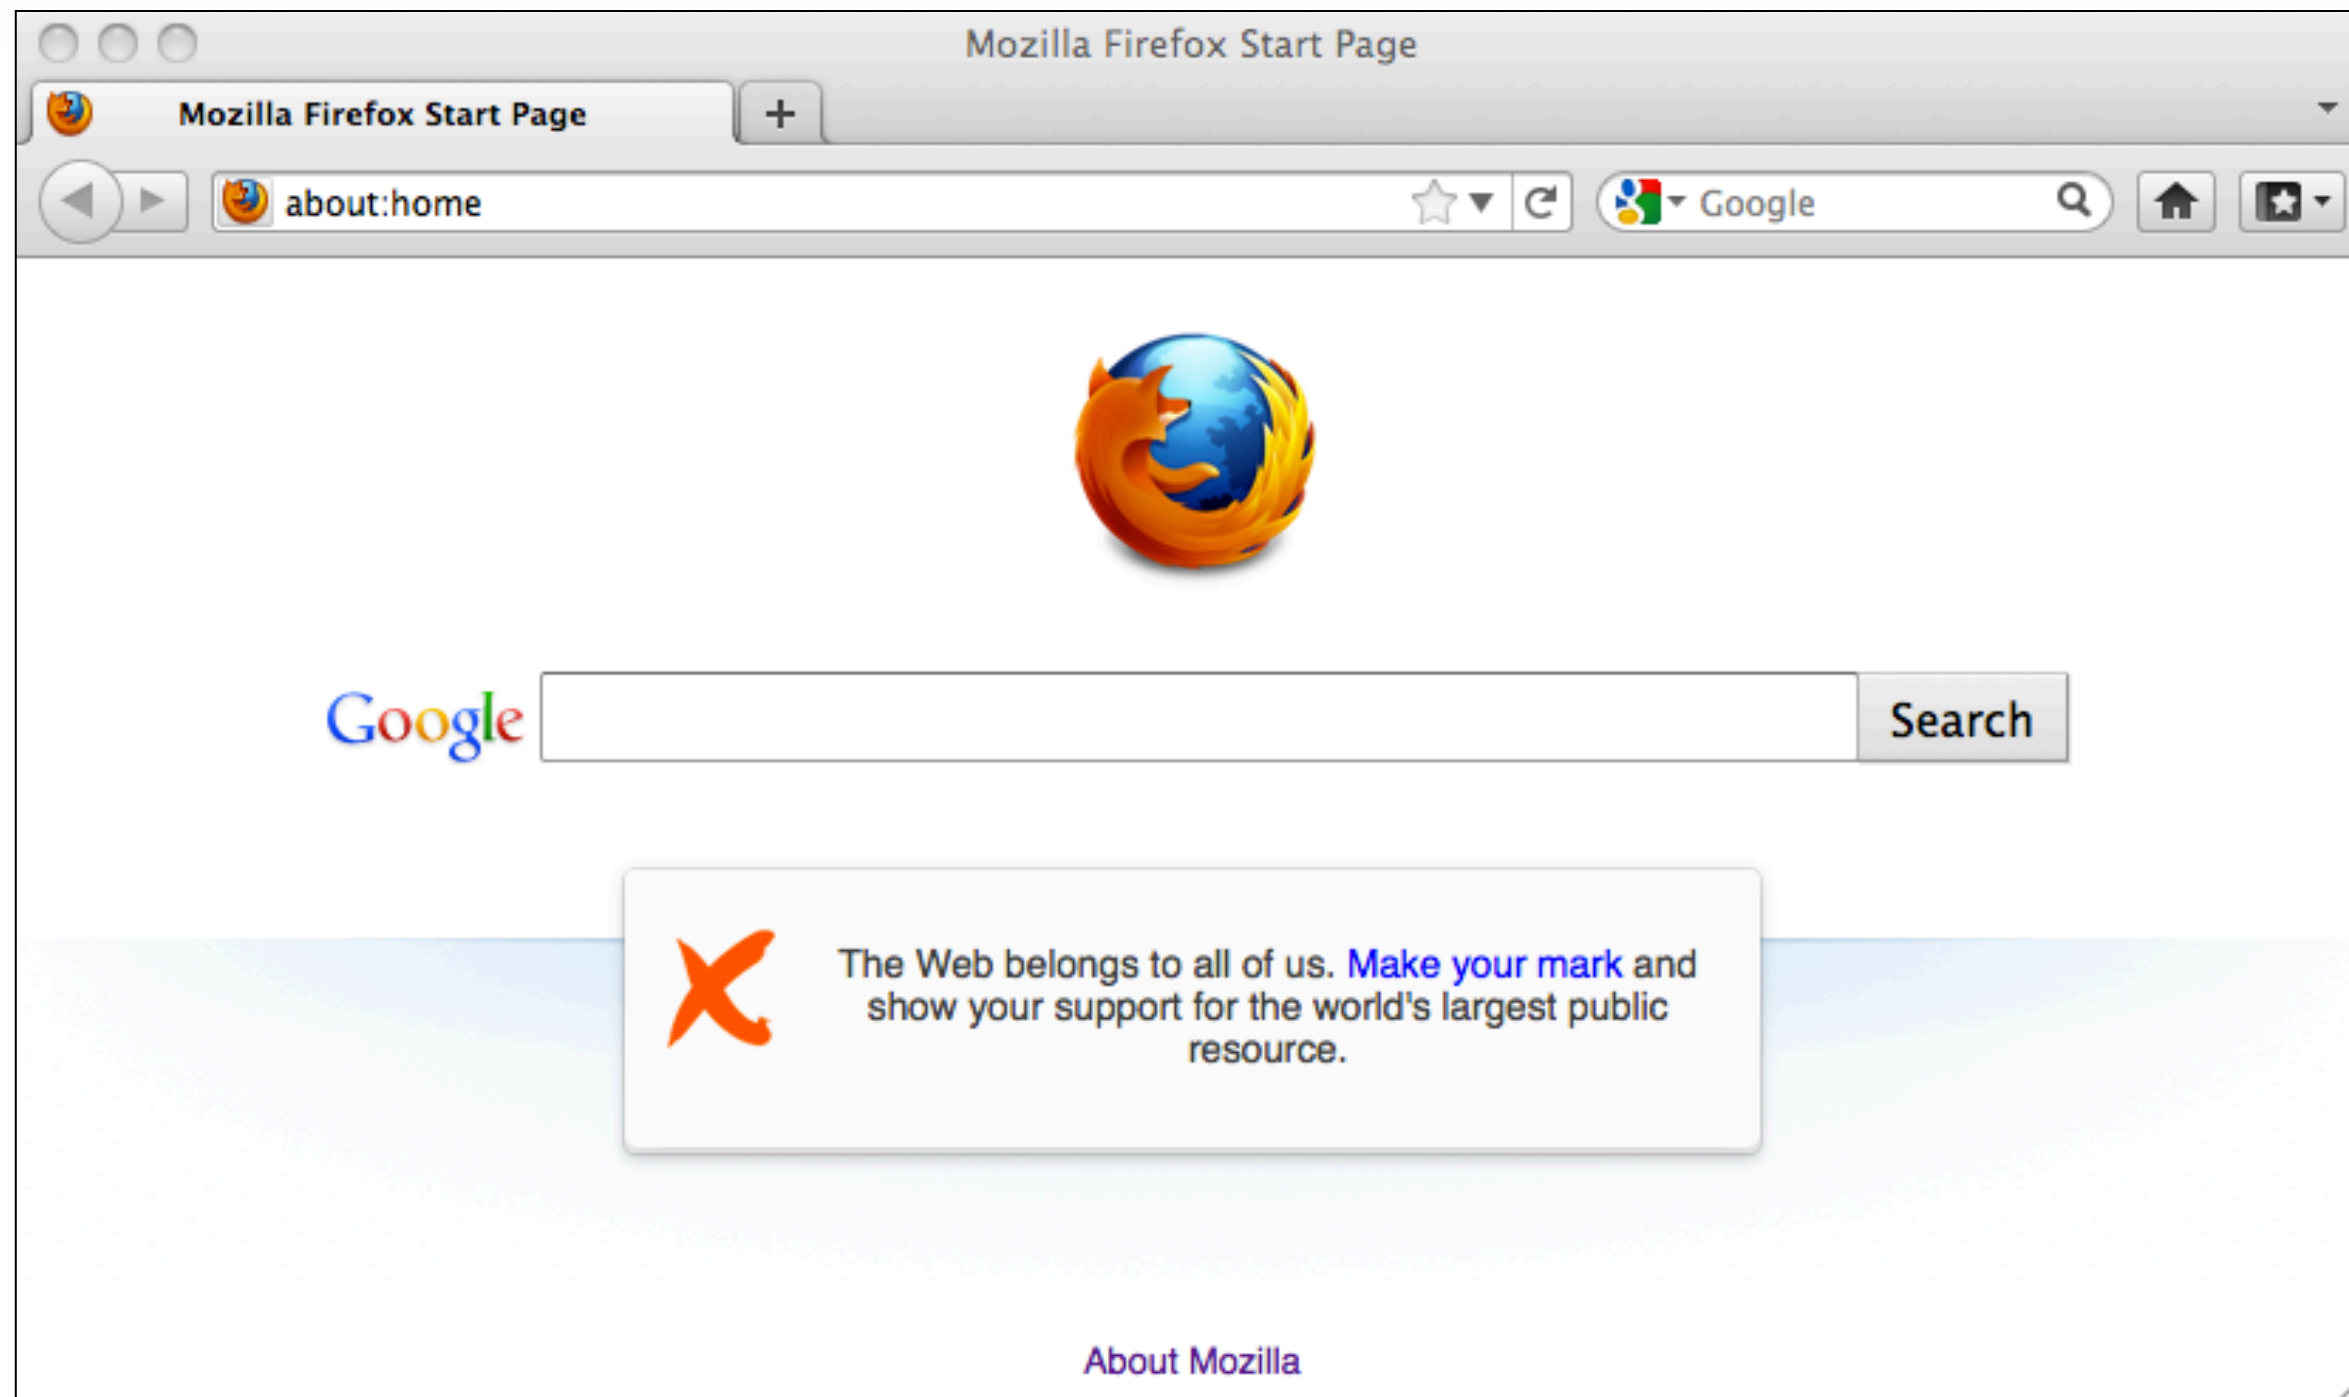 Mozilla Firefox Start Page
Mozilla Firefox Start Page
about:home
Google
Google
Search
The Web belongs to all of us. Make your mark and
show your support for the world's largest public
resource.
About Mozilla